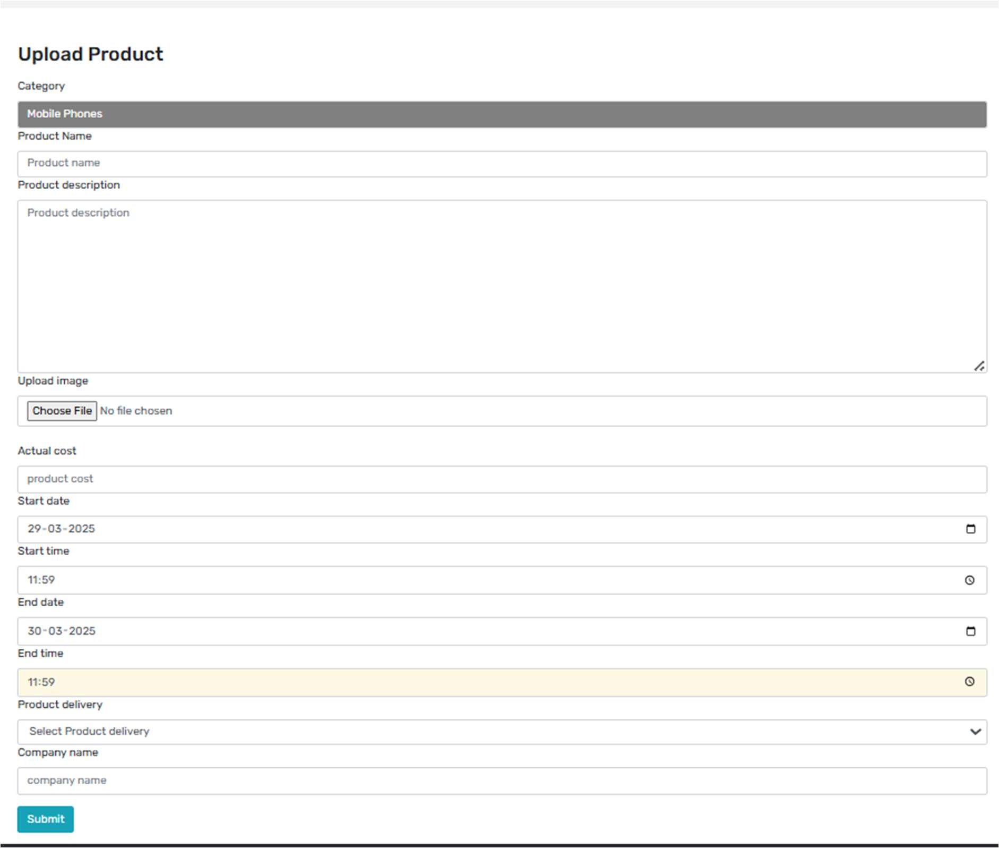 Upload Product
Category
Mobile Phones
Product Name
Product name
Product description
Product description
Upload image
Choose File No file chosen
Actual cost
product cost
Start date
29-03-2025
Start time
11:59
End date
30-03-2025
End time
11:59
Product delivery
Select Product delivery
Company name
company name
Submit